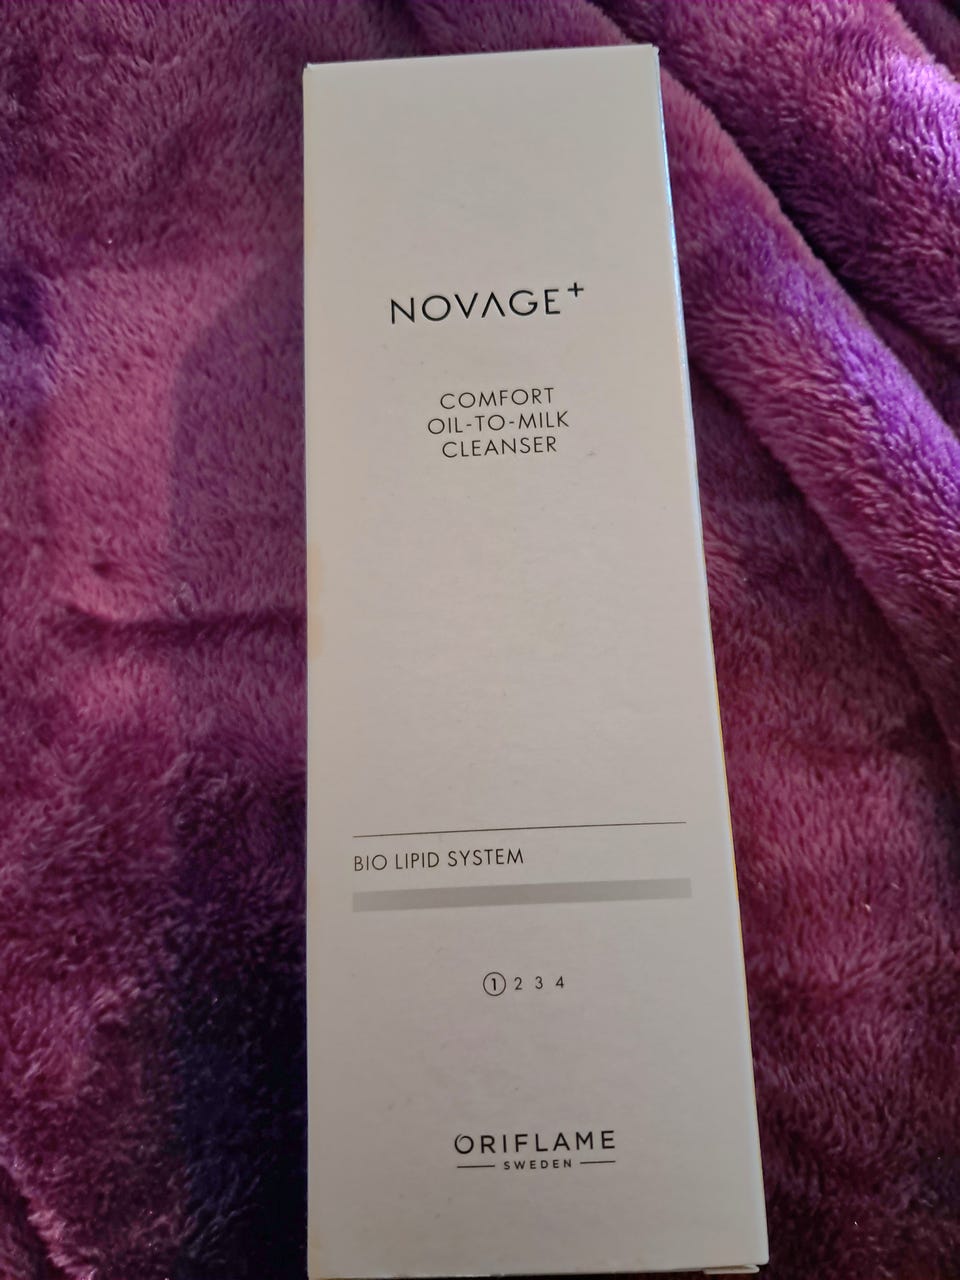 NOVAGE+
COMFORT
OIL-TO-MILK
CLEANSER
BIO LIPID SYSTEM
1 2 3 4
ORIFLAME
SWEDEN